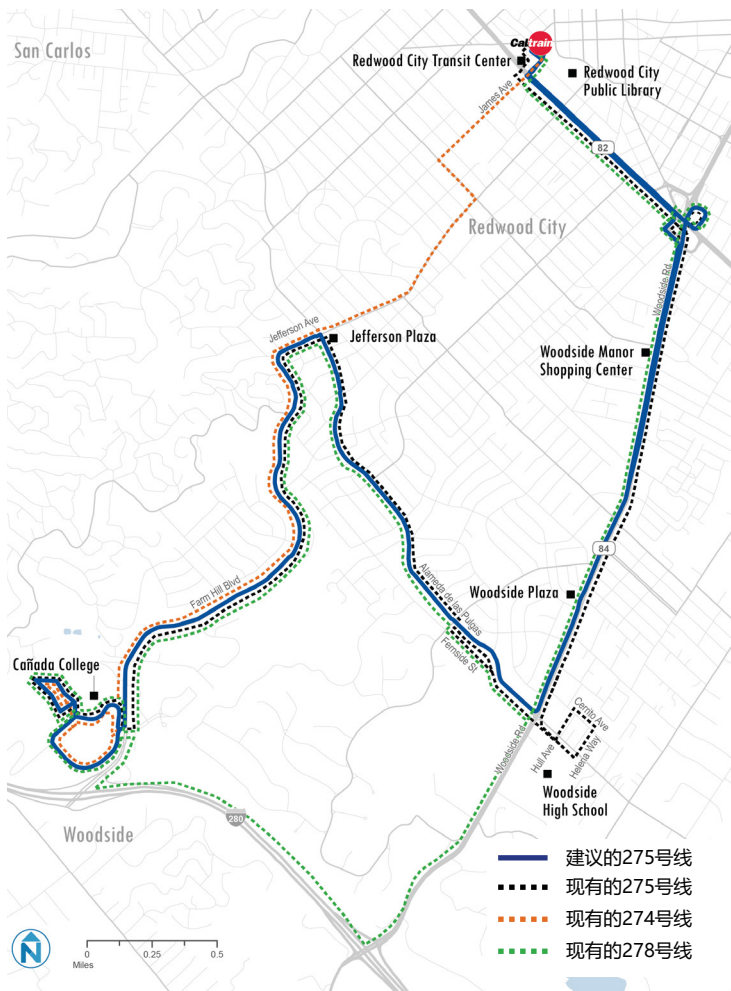 San Carlos
Caltrain
Redwood City Transit Center
Redwood City
Public Library
James Ave
82
Redwood City
Woodside Rd
Jefferson Ave
Jefferson Plaza
Woodside Manor
Shopping Center
84
Farm Hill Blvd
Alameda de las Pulgas
Woodside Plaza
Fernside St
Cañada College
Cerrito Ave
Woodside Rd
Hull Ave
Helena Way
Woodside
High School
280
Woodside
建议的275号线
现有的275号线
现有的274号线
现有的278号线
N
0 0.25 0.5
Miles